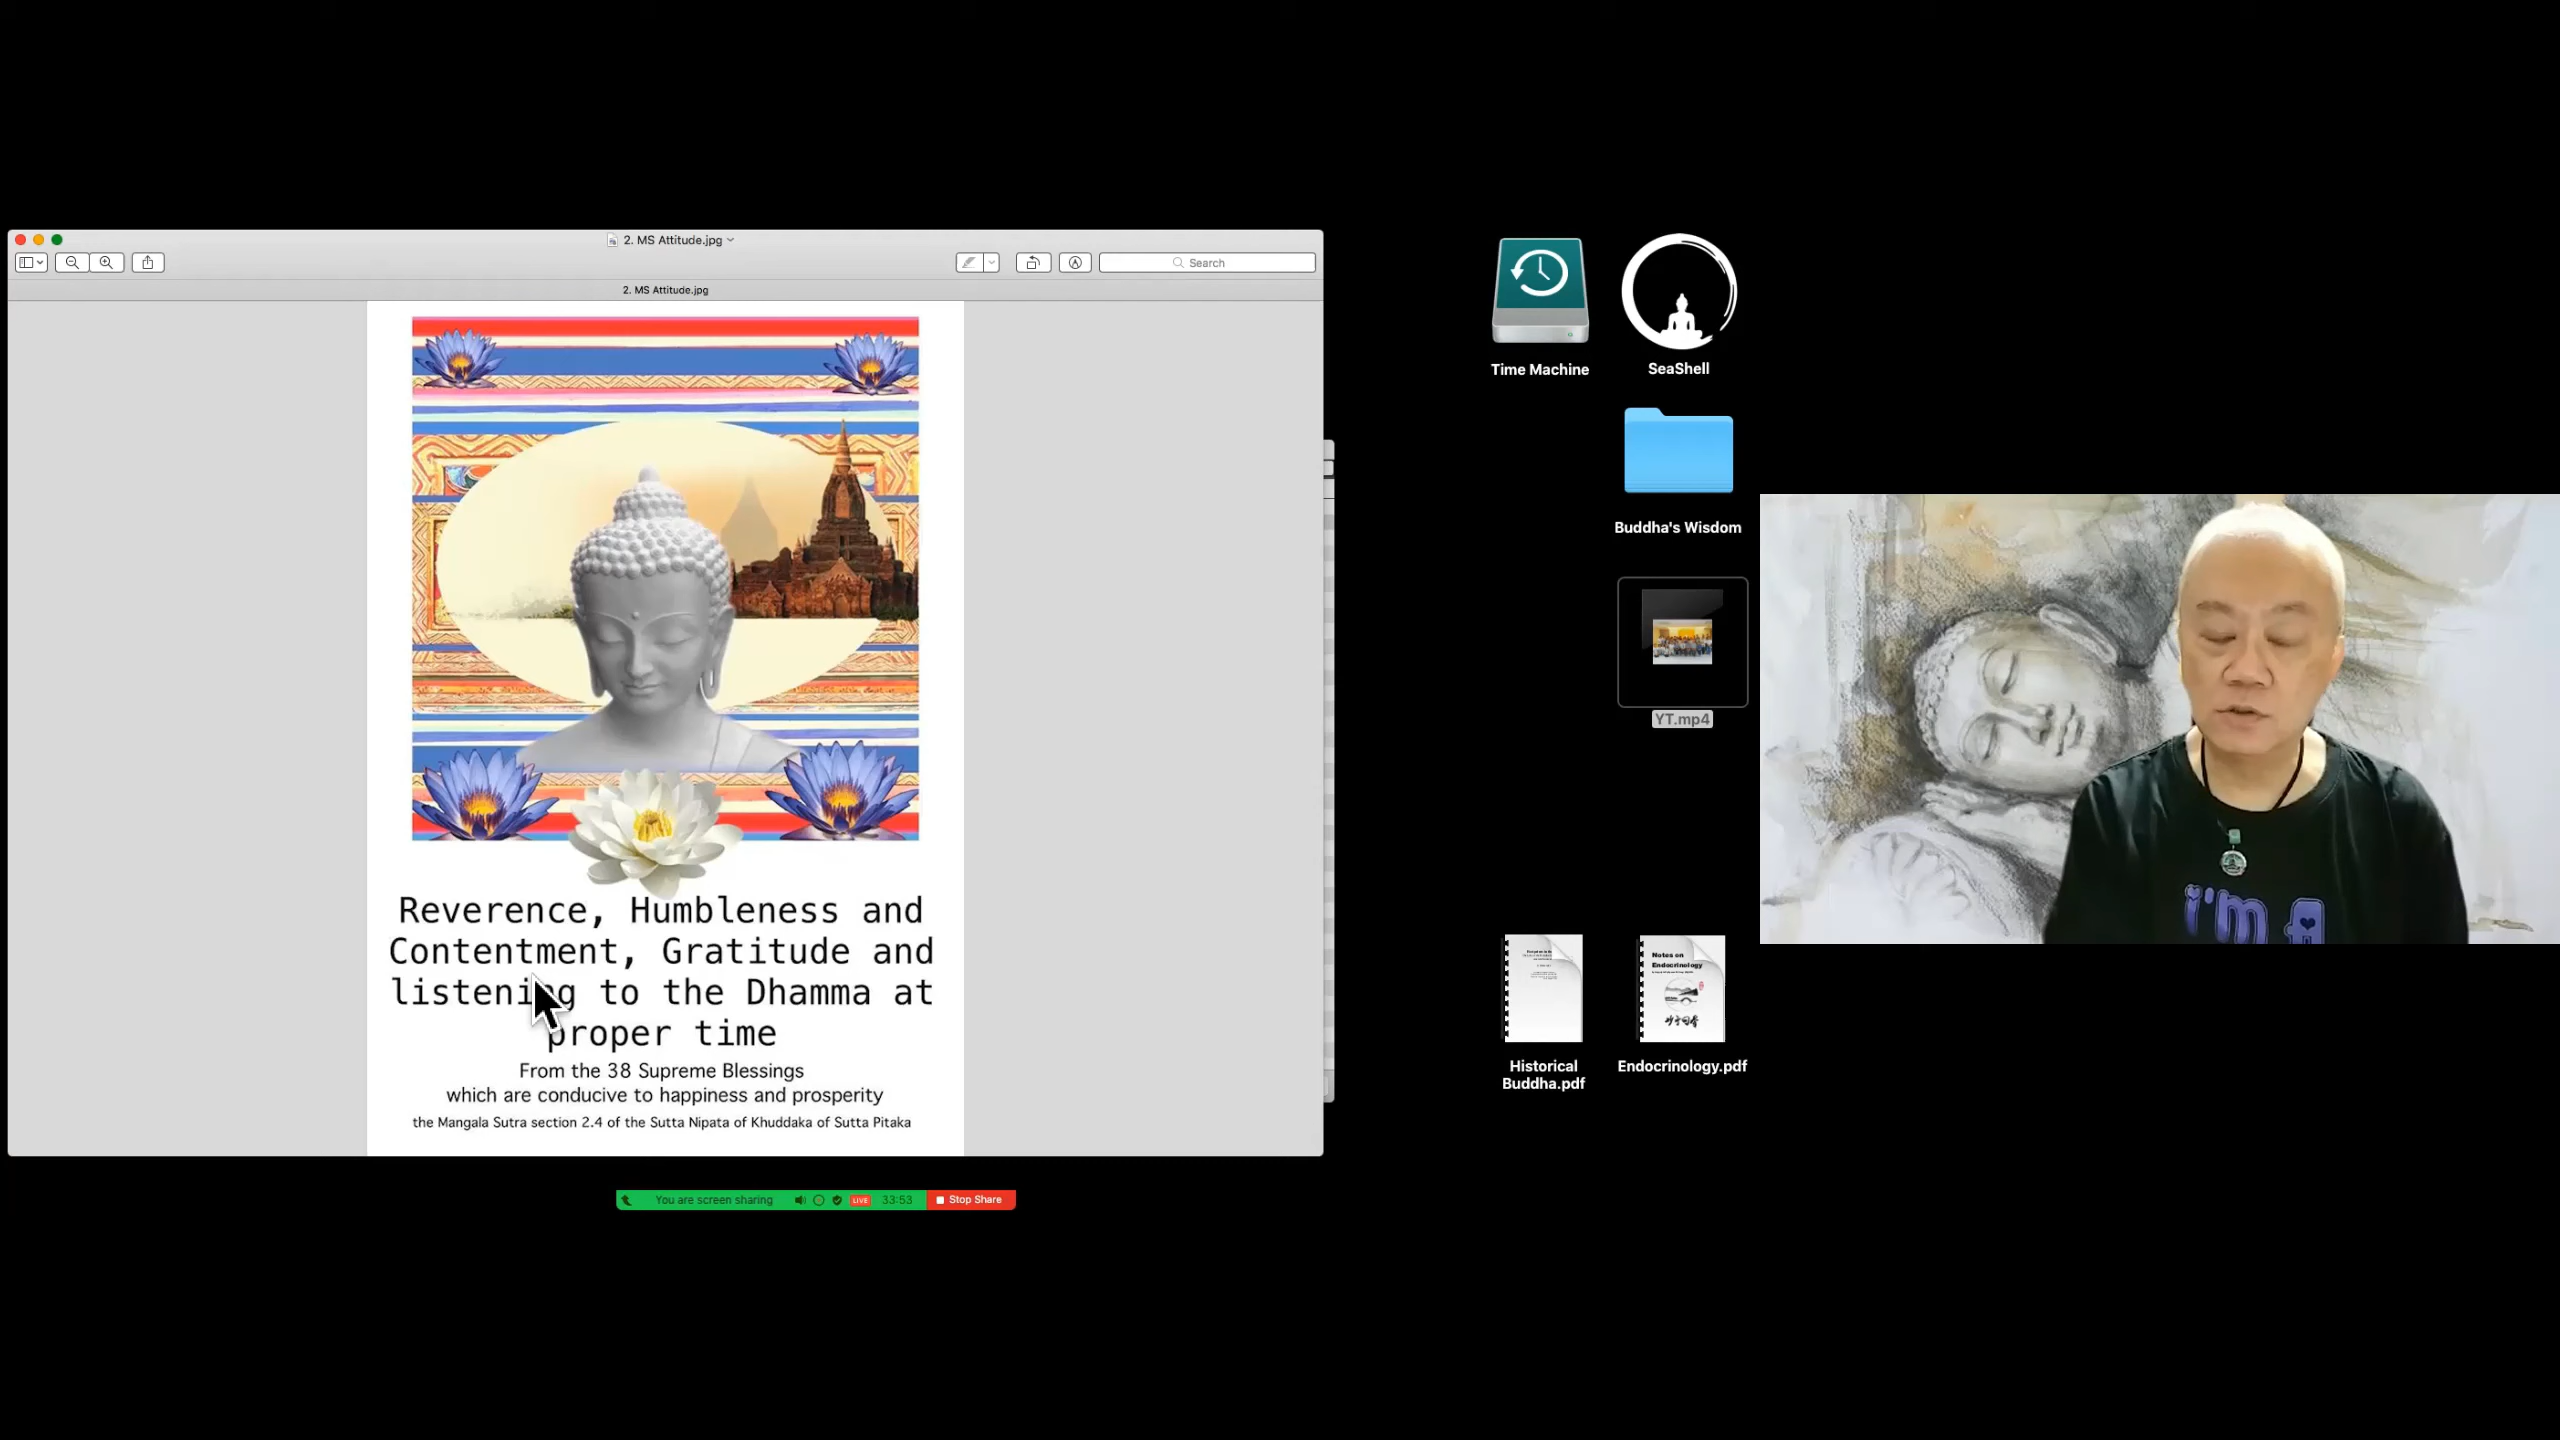 2. MS Attitude.jpg
Search
2. MS Attitude.jpg
Reverence, Humbleness and
Contentment, Gratitude and
listening to the Dhamma at
proper time
From the 38 Supreme Blessings
which are conducive to happiness and prosperity
the Mangala Sutra section 2.4 of the Sutta Nipata of Khuddaka of Sutta Pitaka
You are screen sharing
LIVE
33:53
Stop Share
Time Machine
SeaShell
Buddha's Wisdom
YT.mp4
Notes on
Endocrinology
Historical
Buddha.pdf
Endocrinology.pdf
i'm A